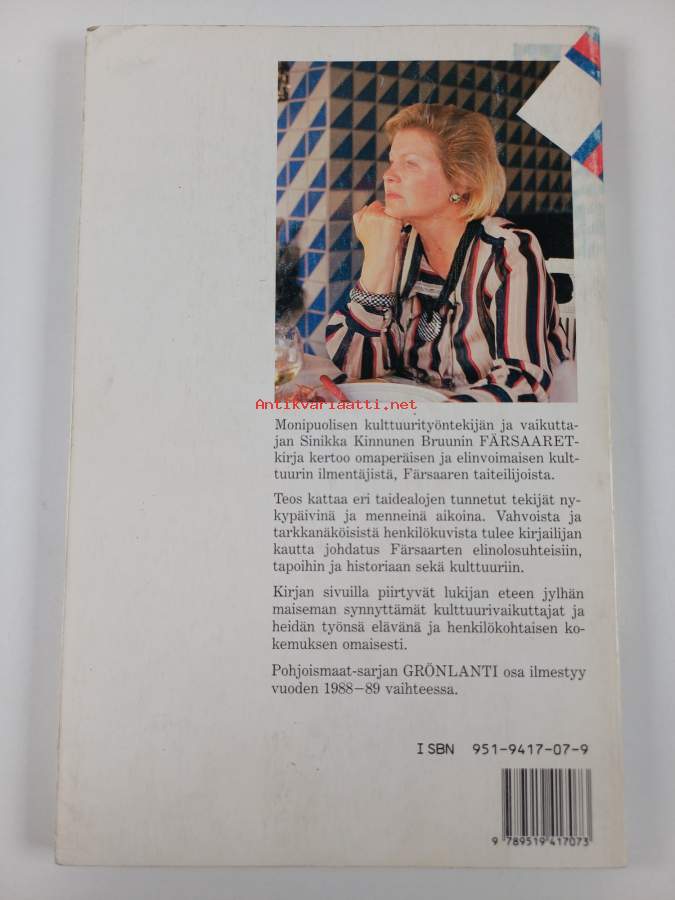 Antikvariaatti.net
Monipuolisen kulttuurityöntekijän ja vaikutta-
jan Sinikka Kinnunen Bruunin FÄRSAARET-
kirja kertoo omaperäisen ja elinvoimaisen kult-
tuurin ilmentäjistä, Färsaaren taiteilijoista.
Teos kattaa eri taidealojen tunnetut tekijät ny-
kypäivinä ja menneinä aikoina. Vahvoista ja
tarkkanäköisistä henkilökuvista tulee kirjailijan
kautta johdatus Färsaarten elinolosuhteisiin,
tapoihin ja historiaan sekä kulttuuriin.
Kirjan sivuilla piirtyvät lukijan eteen jylhän
maiseman synnyttämät kulttuurivaikuttajat ja
heidän työnsä elävänä ja henkilökohtaisen ko-
kemuksen omaisesti.
Pohjoismaat-sarjan GRÖNLANTI osa ilmestyy
vuoden 1988–89 vaihteessa.
ISBN 951-9417-07-9
9 789519 417073